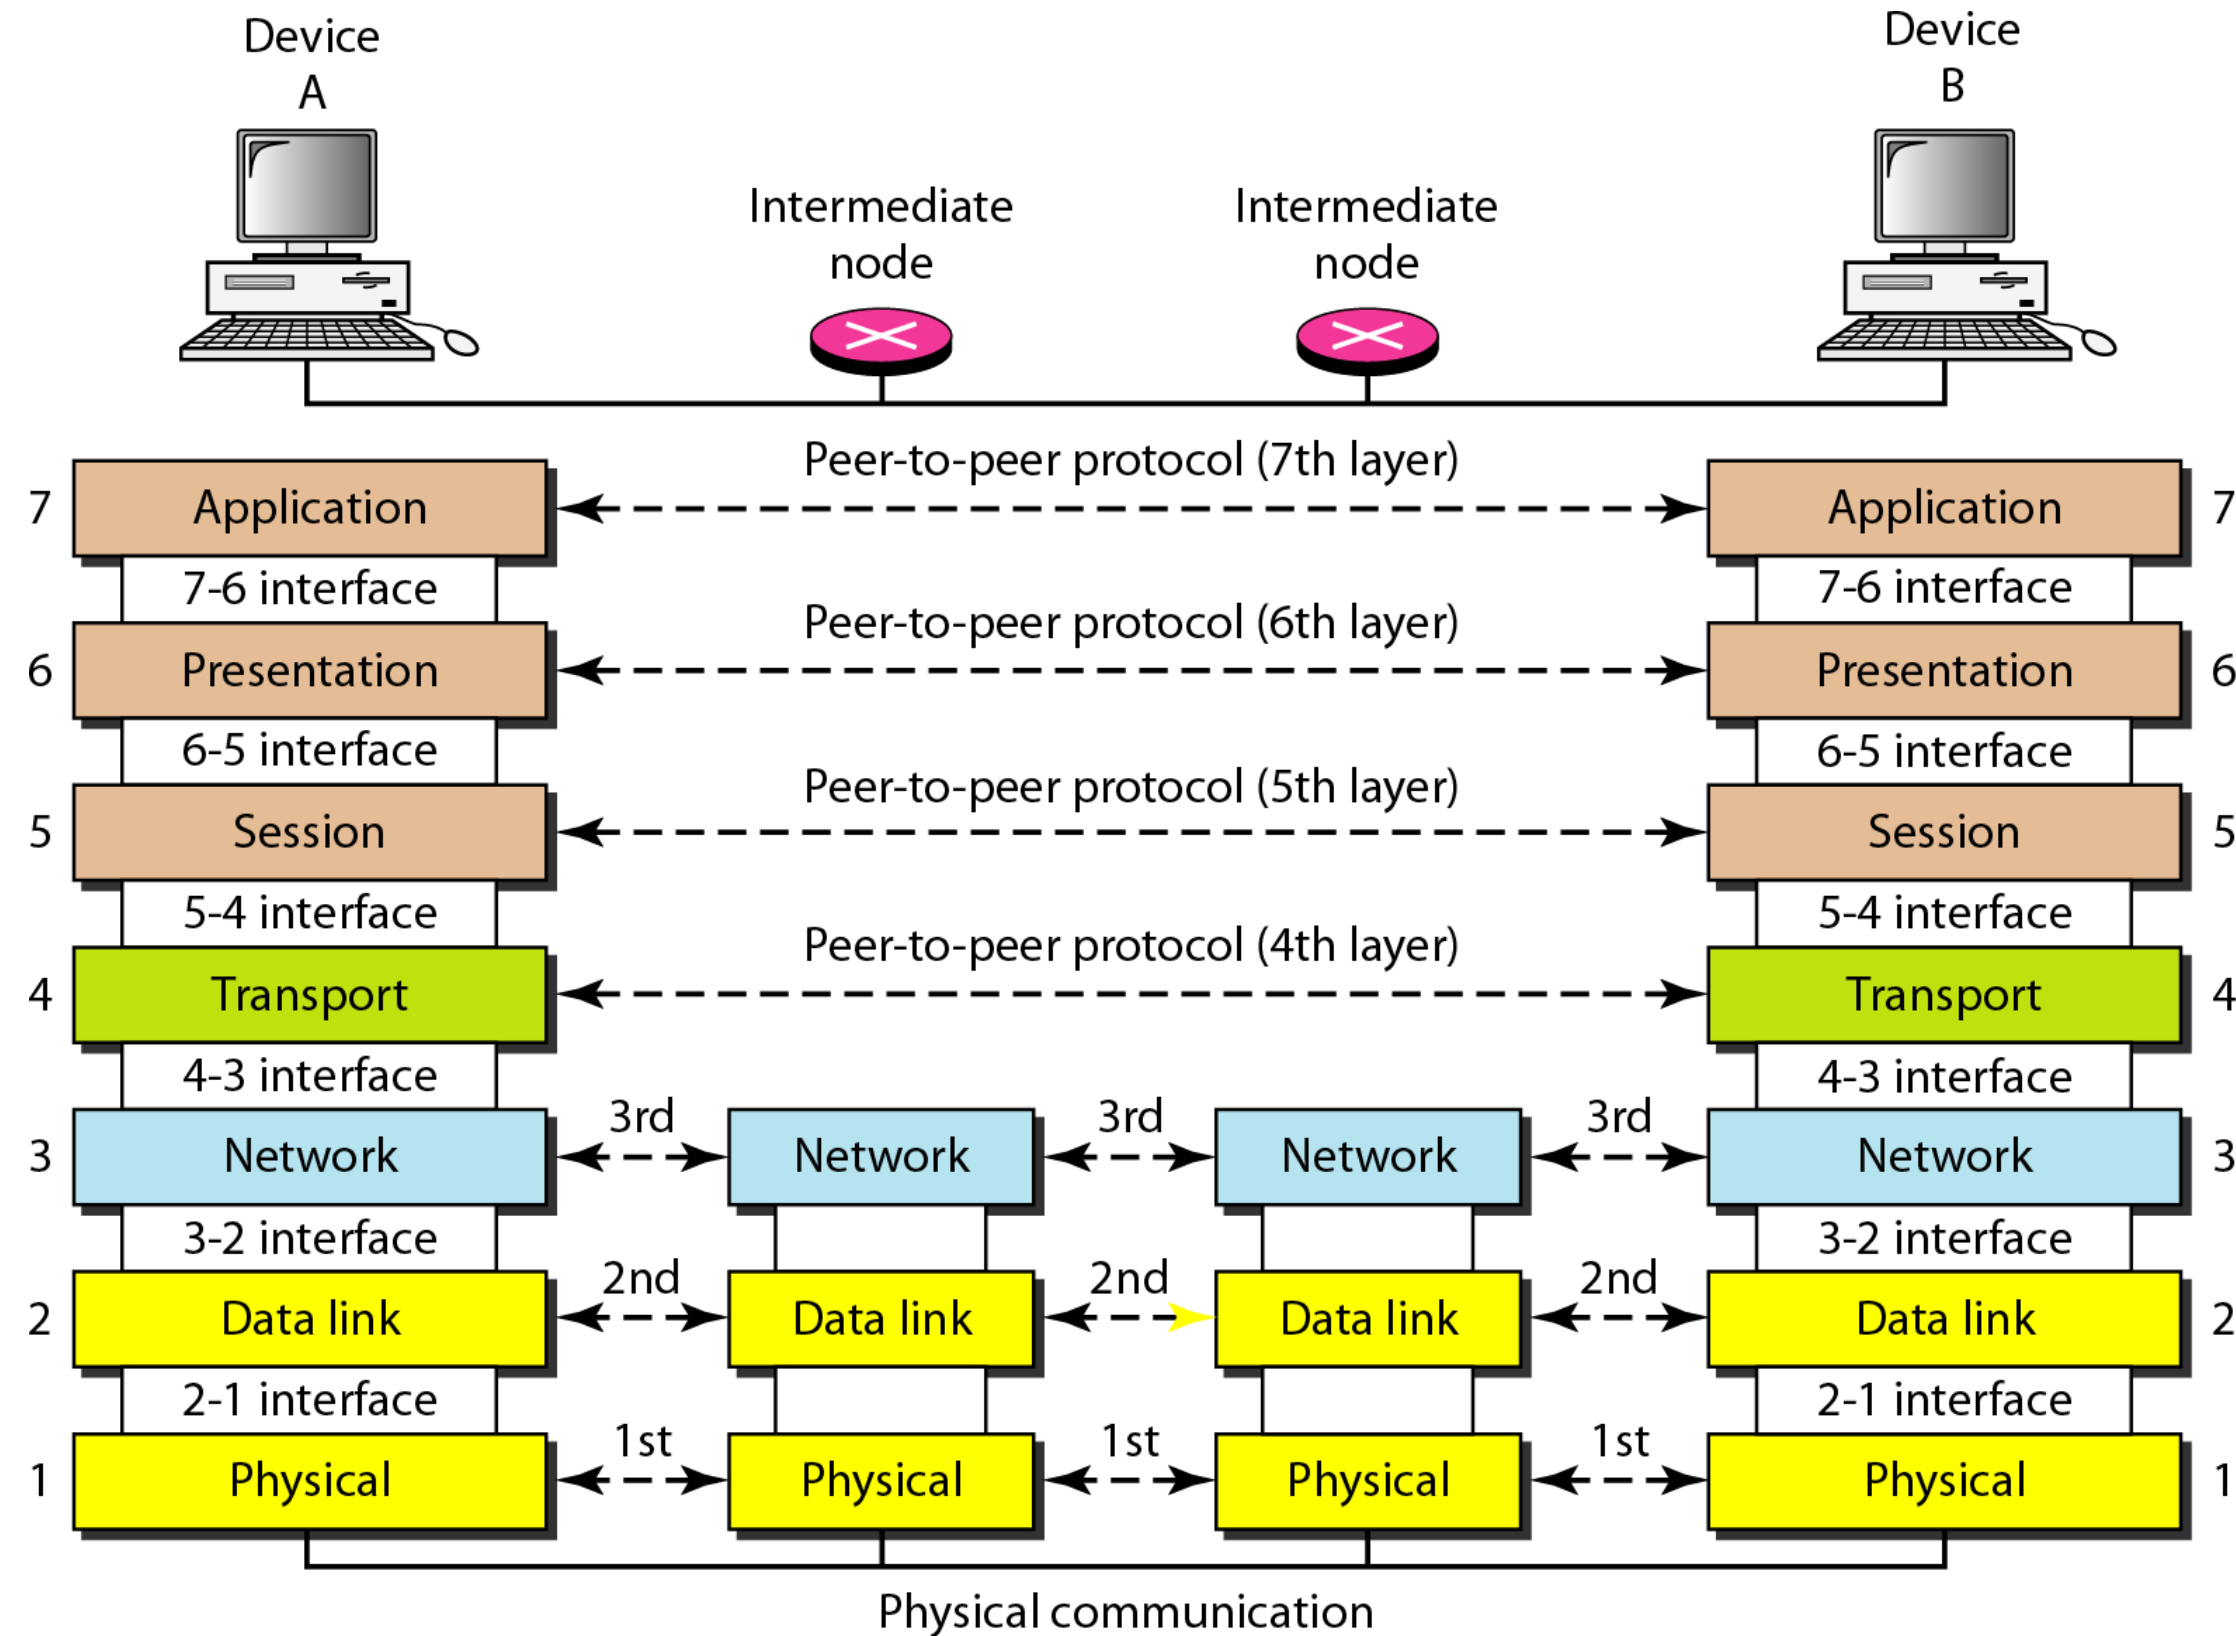 Device
A
Device
B
Intermediate
node
Intermediate
node
Peer-to-peer protocol (7th layer)
7 Application Application 7
7-6 interface 7-6 interface
Peer-to-peer protocol (6th layer)
6 Presentation Presentation 6
6-5 interface 6-5 interface
Peer-to-peer protocol (5th layer)
5 Session Session 5
5-4 interface 5-4 interface
Peer-to-peer protocol (4th layer)
4 Transport Transport 4
4-3 interface 4-3 interface
3rd 3rd 3rd
3 Network Network Network Network 3
3-2 interface 3-2 interface
2nd 2nd 2nd
2 Data link Data link Data link Data link 2
2-1 interface 2-1 interface
1st 1st 1st
1 Physical Physical Physical Physical 1
Physical communication